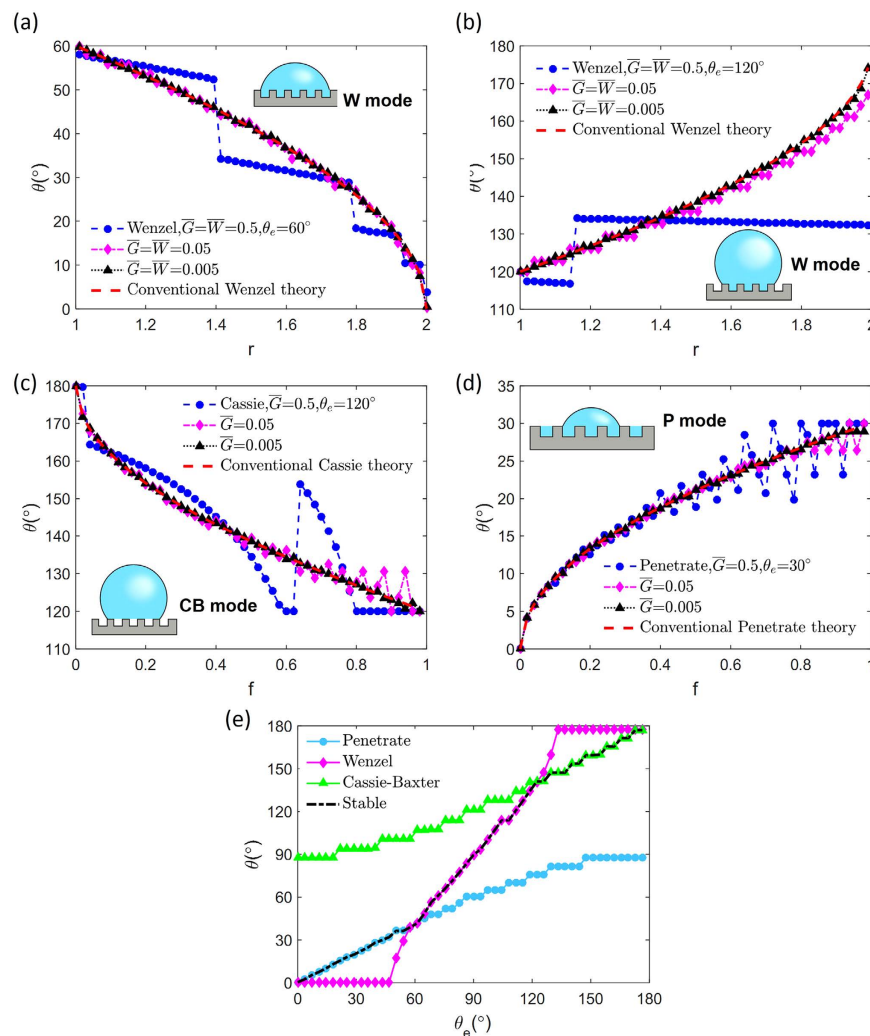 (a)
60
50
40
30
20
10
0
θ(°)
W mode
Wenzel,G̅=W̅=0.5,θₑ=60°
G̅=W̅=0.05
G̅=W̅=0.005
Conventional Wenzel theory
1 1.2 1.4 1.6 1.8 2
r
(b)
180
170
160
150
140
130
120
110
θ(°)
Wenzel,G̅=W̅=0.5,θₑ=120°
G̅=W̅=0.05
G̅=W̅=0.005
Conventional Wenzel theory
W mode
1 1.2 1.4 1.6 1.8 2
r
(c)
180
170
160
150
140
130
120
110
θ(°)
Cassie,G̅=0.5,θₑ=120°
G̅=0.05
G̅=0.005
Conventional Cassie theory
CB mode
0 0.2 0.4 0.6 0.8 1
f
(d)
35
30
25
20
15
10
5
0
θ(°)
P mode
Penetrate,G̅=0.5,θₑ=30°
G̅=0.05
G̅=0.005
Conventional Penetrate theory
0 0.2 0.4 0.6 0.8 1
f
(e)
180
150
120
90
60
30
0
θ(°)
Penetrate
Wenzel
Cassie-Baxter
Stable
0 30 60 90 120 150 180
θₑ(°)